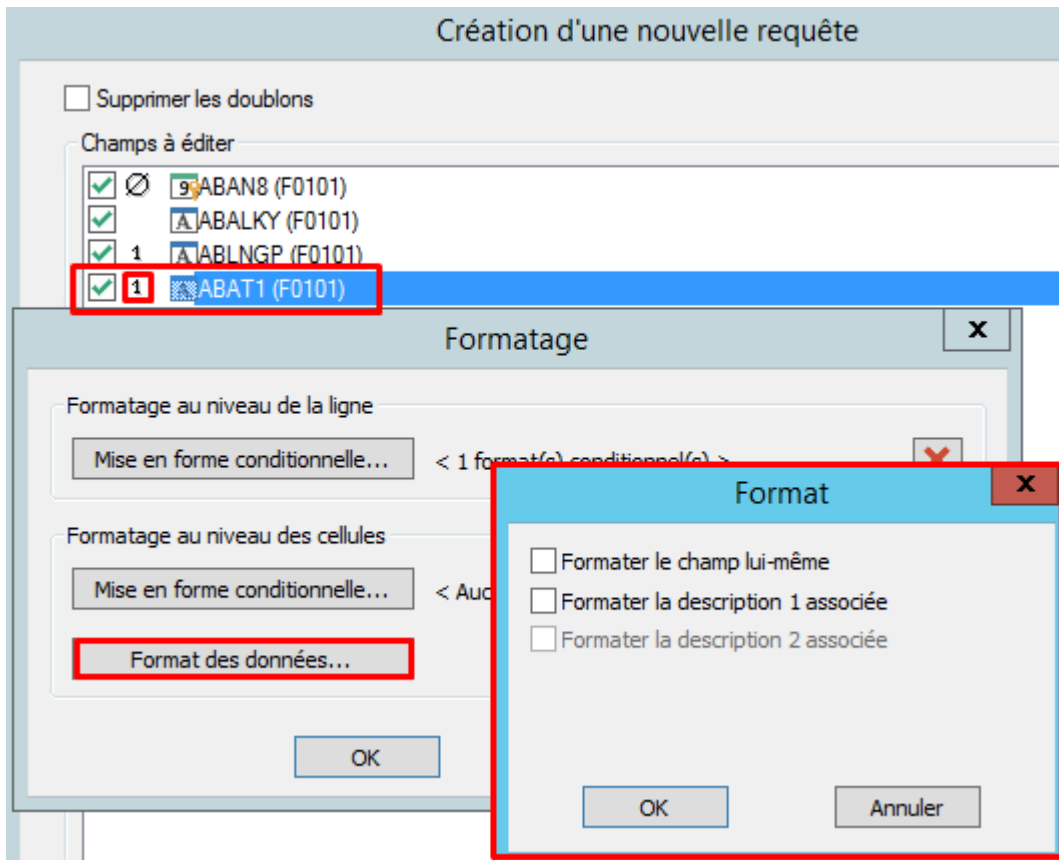 Création d'une nouvelle requête
Supprimer les doublons
Champs à éditer
ABAN8 (F0101)
ABALKY (F0101)
1 ABLNGP (F0101)
1 ABAT1 (F0101)
Formatage
x
Formatage au niveau de la ligne
Mise en forme conditionnelle... < 1 format(s) conditionnel(s) >
Format
x
Formatage au niveau des cellules
Mise en forme conditionnelle... < Auc
Format des données...
Formater le champ lui-même
Formater la description 1 associée
Formater la description 2 associée
OK
OK Annuler